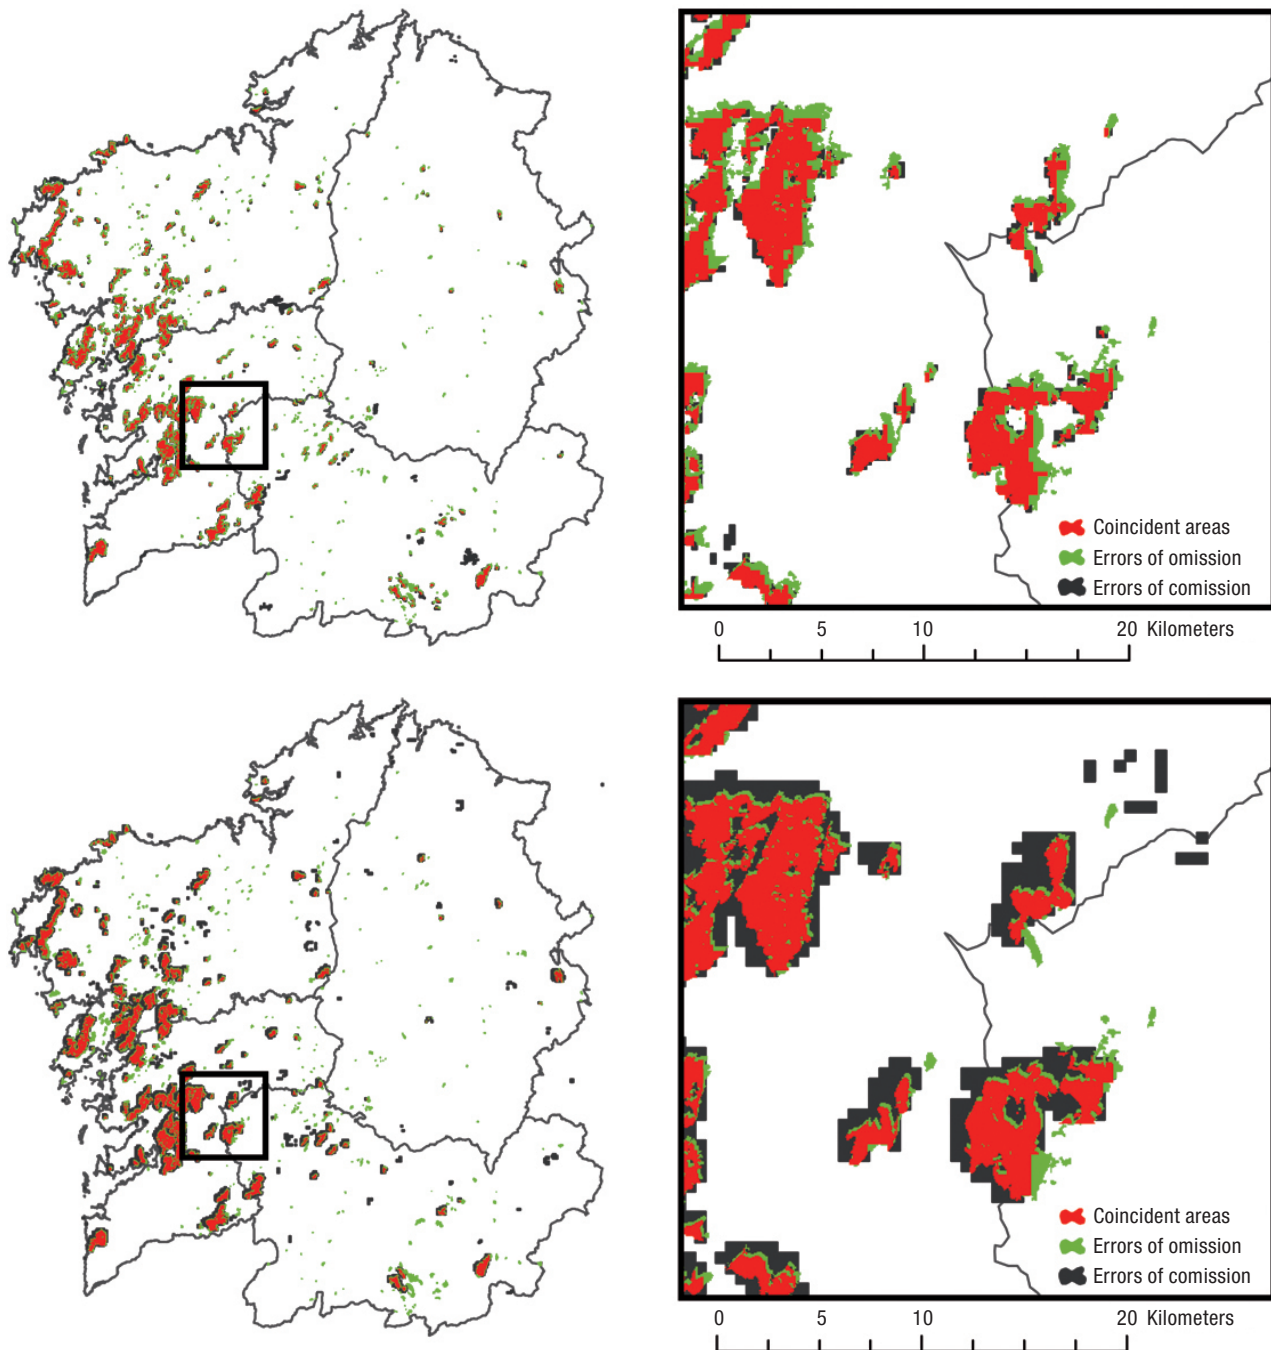 Coincident areas
Errors of omission
Errors of comission
0 5 10 20 Kilometers
Coincident areas
Errors of omission
Errors of comission
0 5 10 20 Kilometers